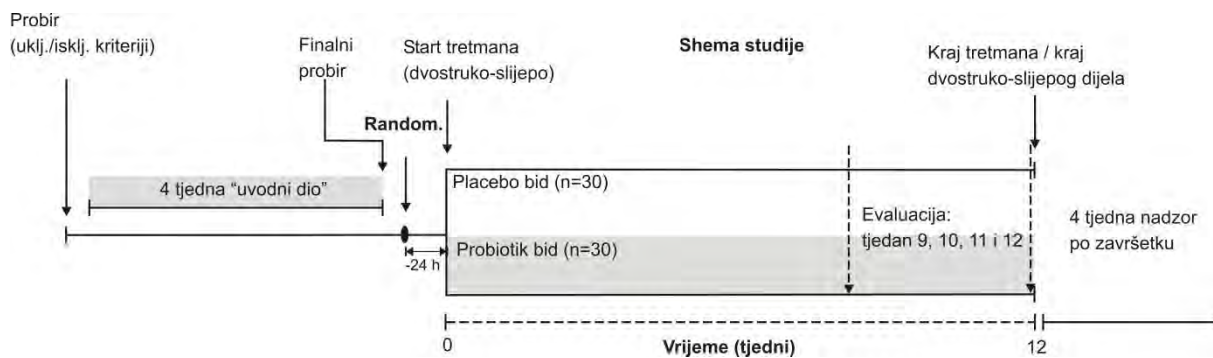 Probir
(uklj./isklj. kriteriji)
Finalni
probir
Start tretmana
(dvostruko-slijepo)
Shema studije
Kraj tretmana / kraj
dvostruko-slijepog dijela
Random.
4 tjedna “uvodni dio”
Placebo bid (n=30)
Evaluacija:
tjedan 9, 10, 11 i 12
4 tjedna nadzor
po završetku
Probiotik bid (n=30)
-24 h
0
Vrijeme (tjedni)
12